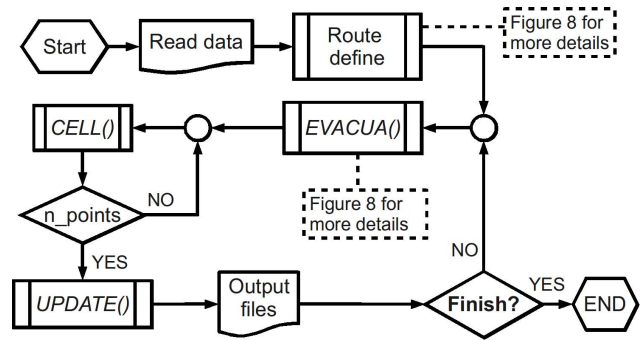 Start
Read data
Route
define
Figure 8 for
more details
CELL()
EVACUA()
n_points
NO
Figure 8 for
more details
YES
NO
UPDATE()
Output
files
Finish?
YES
END